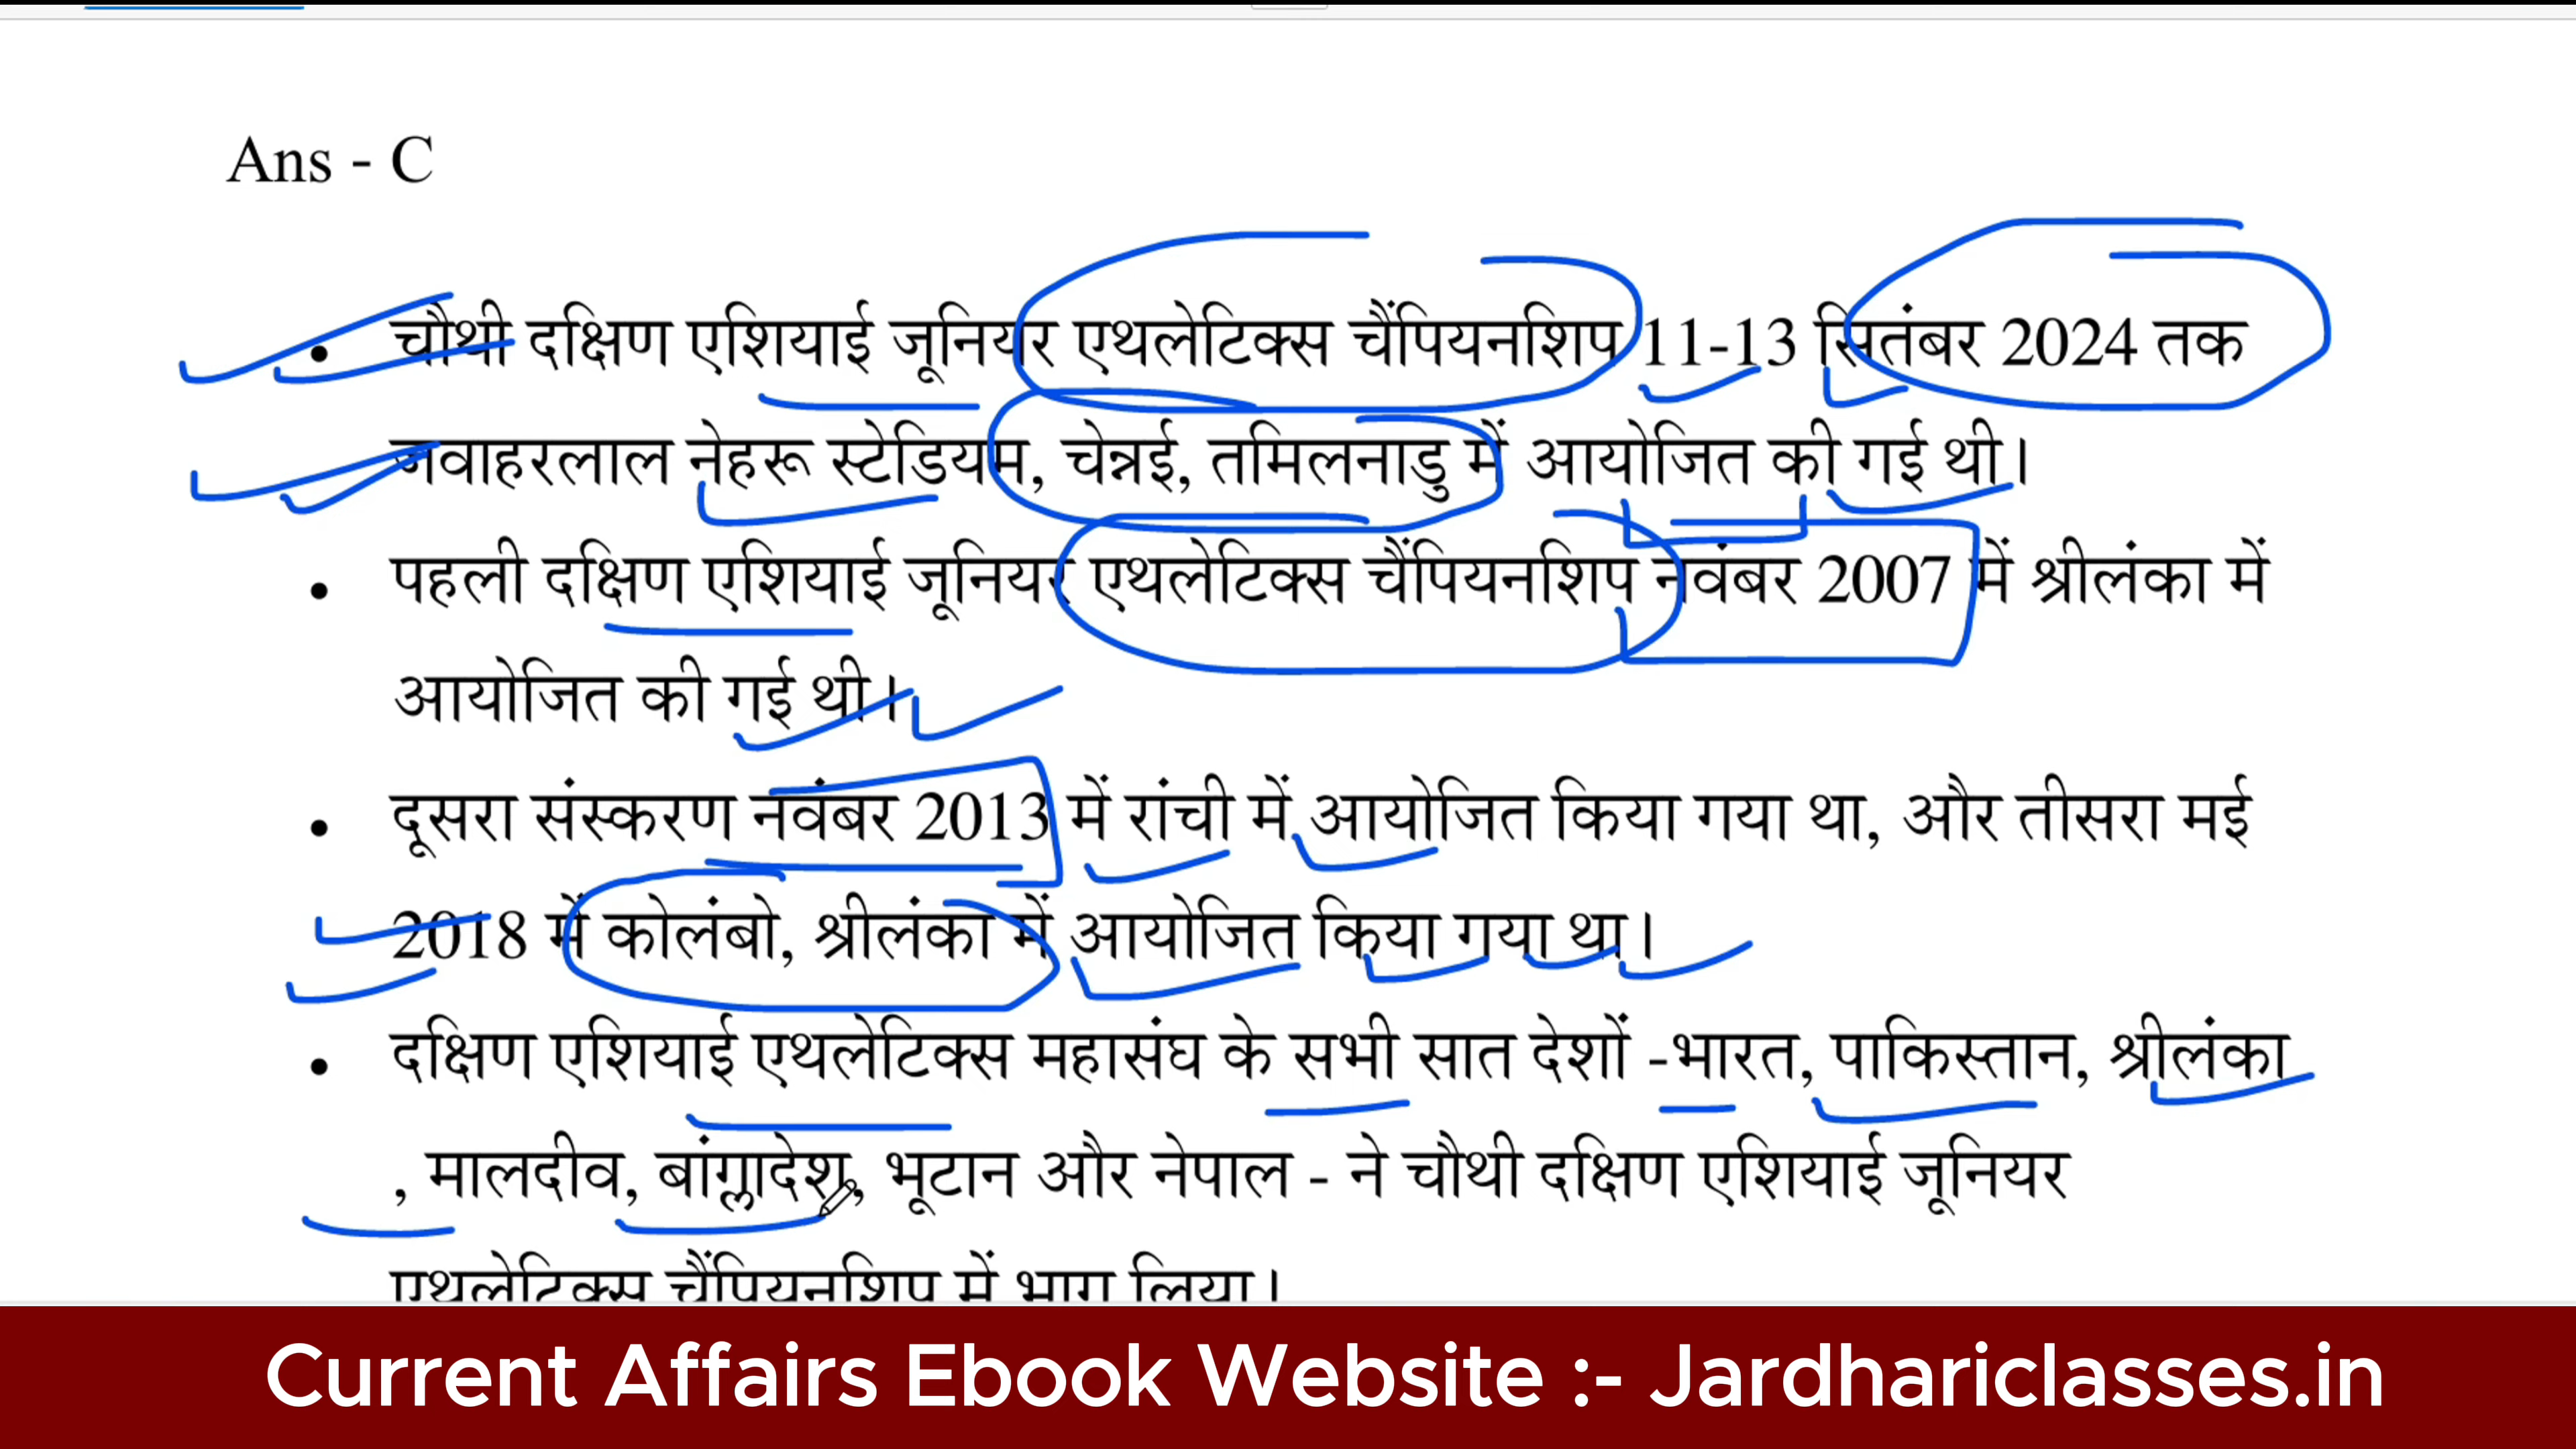 Ans - C
चौथी दक्षिण एशियाई जूनियर एथलेटिक्स चैंपियनशिप 11-13 सितंबर 2024 तक
जवाहरलाल नेहरू स्टेडियम, चेन्नई, तमिलनाडु में आयोजित की गई थी।
पहली दक्षिण एशियाई जूनियर एथलेटिक्स चैंपियनशिप नवंबर 2007 में श्रीलंका में
आयोजित की गई थी।
दूसरा संस्करण नवंबर 2013 में रांची में आयोजित किया गया था, और तीसरा मई
2018 में कोलंबो, श्रीलंका में आयोजित किया गया था।
दक्षिण एशियाई एथलेटिक्स महासंघ के सभी सात देशों -भारत, पाकिस्तान, श्रीलंका
, मालदीव, बांग्लादेश, भूटान और नेपाल - ने चौथी दक्षिण एशियाई जूनियर
एथलेटिक्स चैंपियनशिप में भाग लिया।
Current Affairs Ebook Website :- Jardhariclasses.in